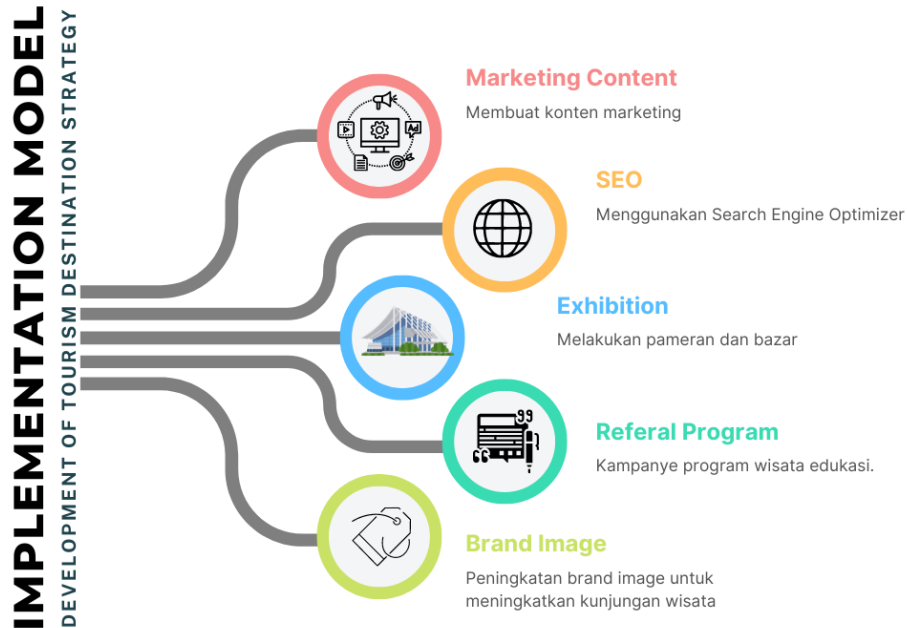 IMPLEMENTATION MODEL
DEVELOPMENT OF TOURISM DESTINATION STRATEGY
Marketing Content
Membuat konten marketing
Ad
SEO
Menggunakan Search Engine Optimizer
Exhibition
Melakukan pameran dan bazar
Referal Program
Kampanye program wisata edukasi.
Brand Image
Peningkatan brand image untuk
meningkatkan kunjungan wisata